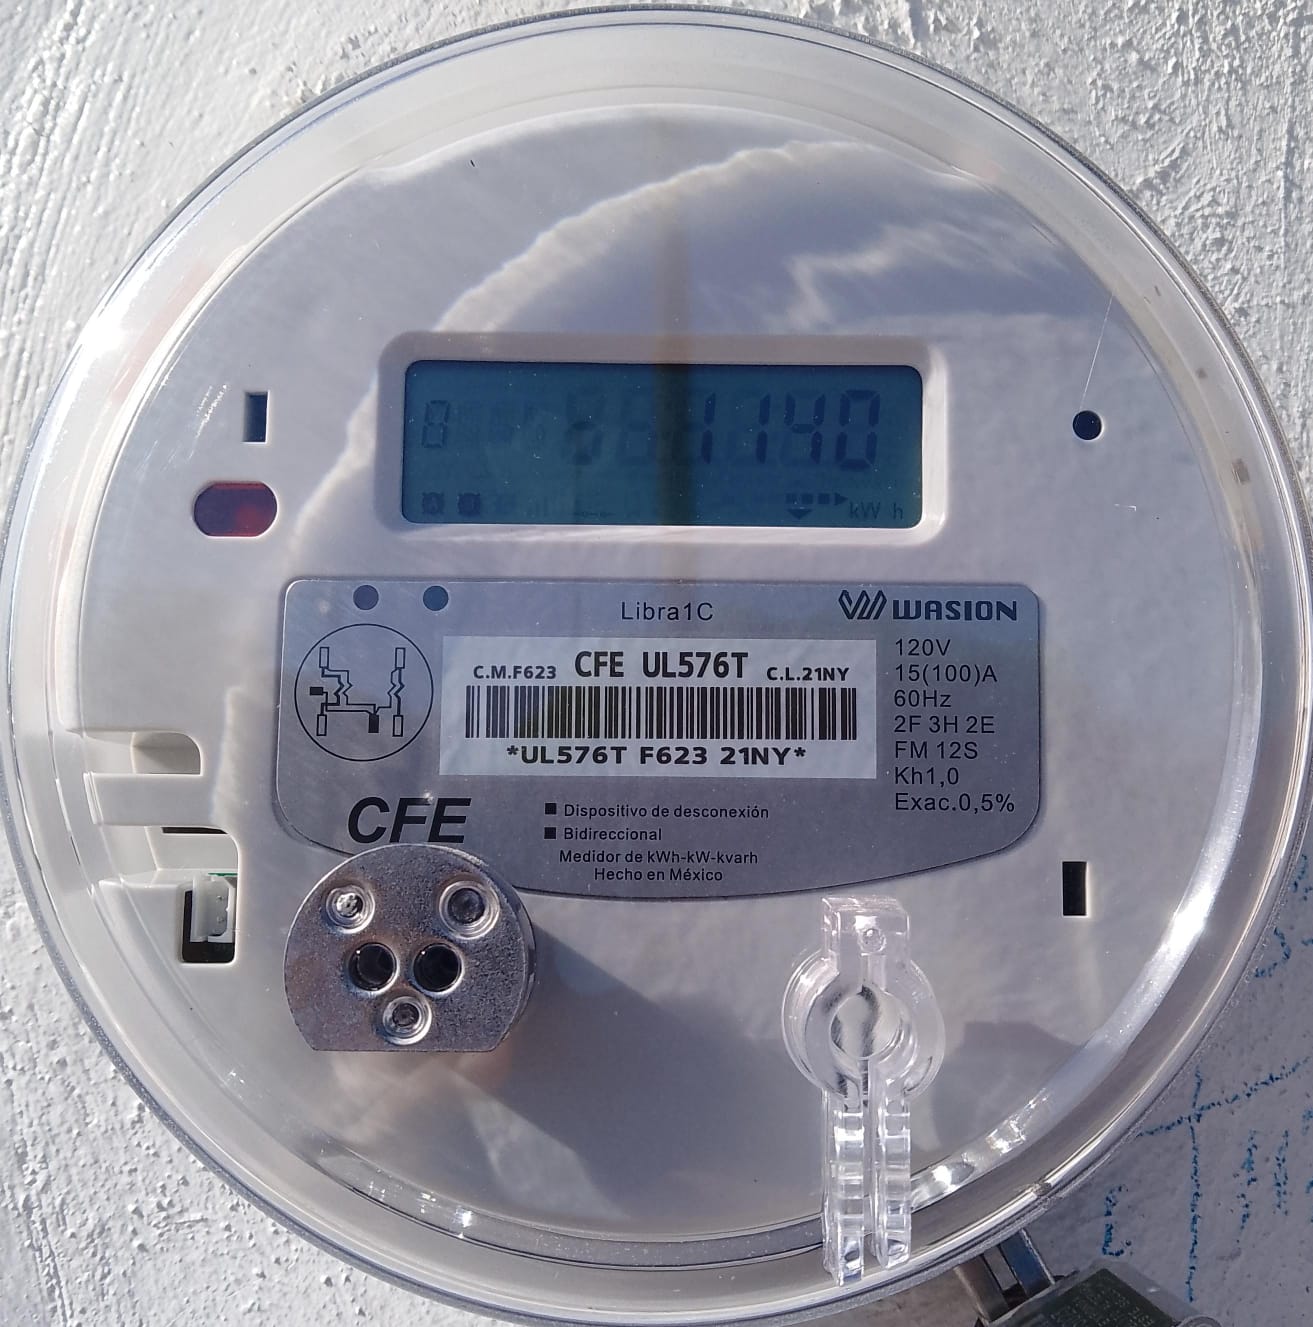 1140
kW h
Libra1C
WASION
C.M.F623 CFE UL576T C.L.21NY
*UL576T F623 21NY*
120V
15(100)A
60Hz
2F 3H 2E
FM 12S
Kh1,0
Exac.0,5%
CFE
Dispositivo de desconexión
Bidireccional
Medidor de kWh-kW-kvarh
Hecho en México